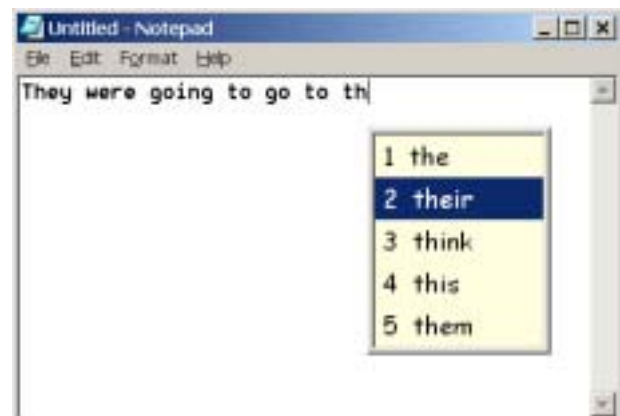 Untitled - Notepad
File Edit Format Help
They were going to go to th
1 the
2 their
3 think
4 this
5 them